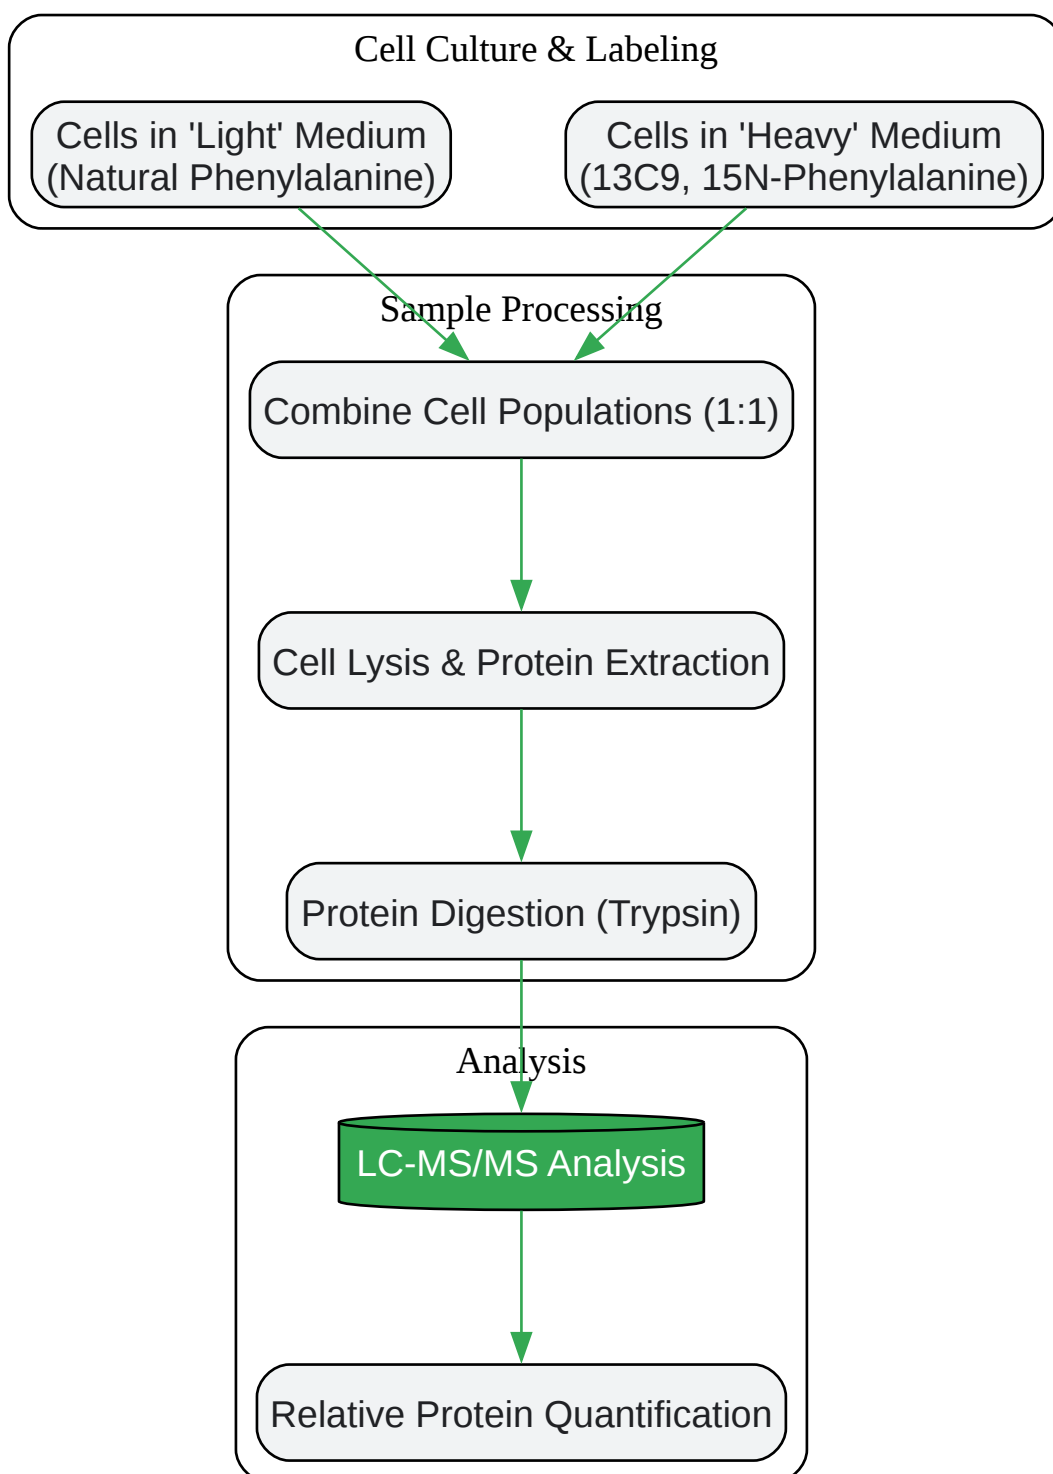 Cell Culture & Labeling
Cells in 'Light' Medium
(Natural Phenylalanine)
Cells in 'Heavy' Medium
(13C9, 15N-Phenylalanine)
Sample Processing
Combine Cell Populations (1:1)
Cell Lysis & Protein Extraction
Protein Digestion (Trypsin)
Analysis
LC-MS/MS Analysis
Relative Protein Quantification